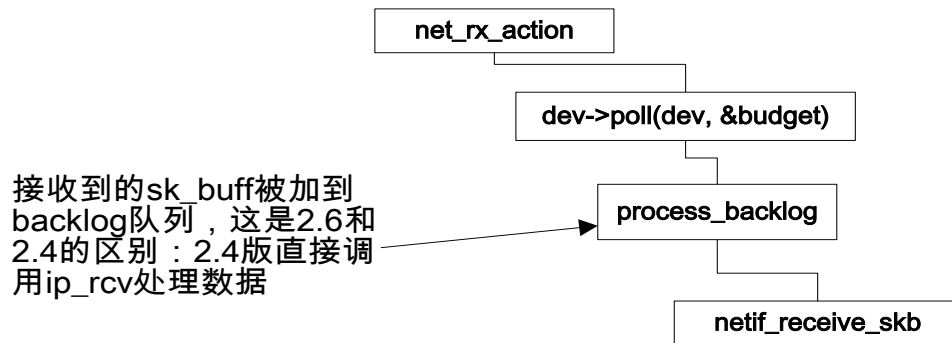 net_rx_action
dev->poll(dev, &budget)
接收到的sk_buff被加到
backlog队列，这是2.6和
2.4的区别：2.4版直接调
用ip_rcv处理数据
process_backlog
netif_receive_skb